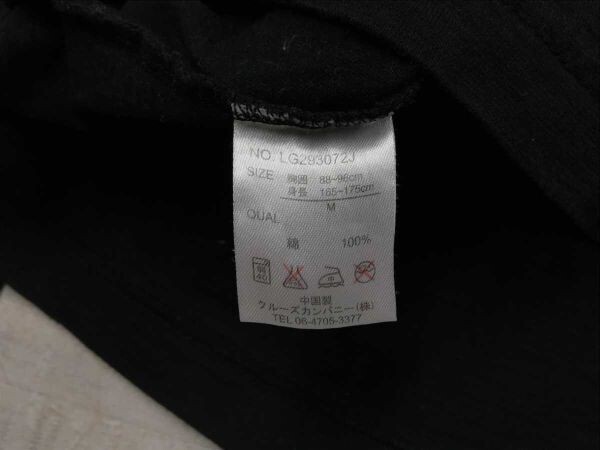 NO. LG293072J
SIZE 胸囲 88~96cm
身長 165~175cm
M
QUAL
綿 100%
中国製
クルーズカンパニー(株)
TEL 06-4705-3377